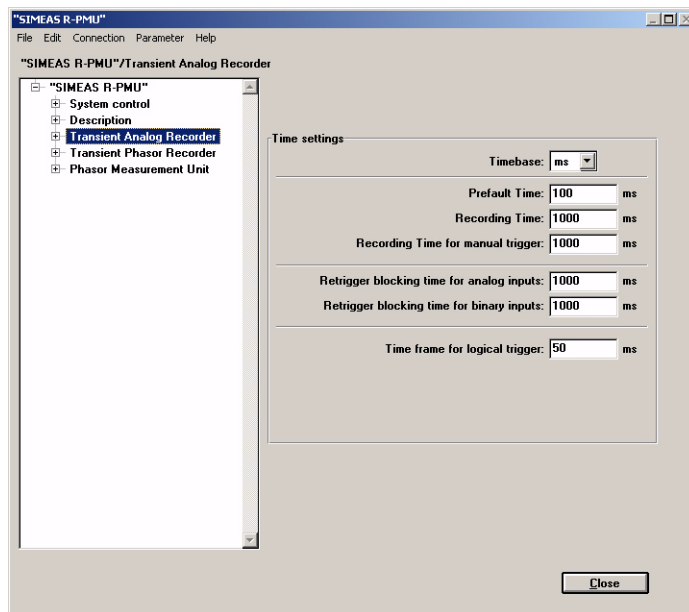 "SIMEAS R-PMU"
File Edit Connection Parameter Help
"SIMEAS R-PMU"/Transient Analog Recorder
"SIMEAS R-PMU"
System control
Description
Transient Analog Recorder
Transient Phasor Recorder
Phasor Measurement Unit
Time settings
Timebase: ms
Prefault Time: 100 ms
Recording Time: 1000 ms
Recording Time for manual trigger: 1000 ms
Retrigger blocking time for analog inputs: 1000 ms
Retrigger blocking time for binary inputs: 1000 ms
Time frame for logical trigger: 50 ms
Close